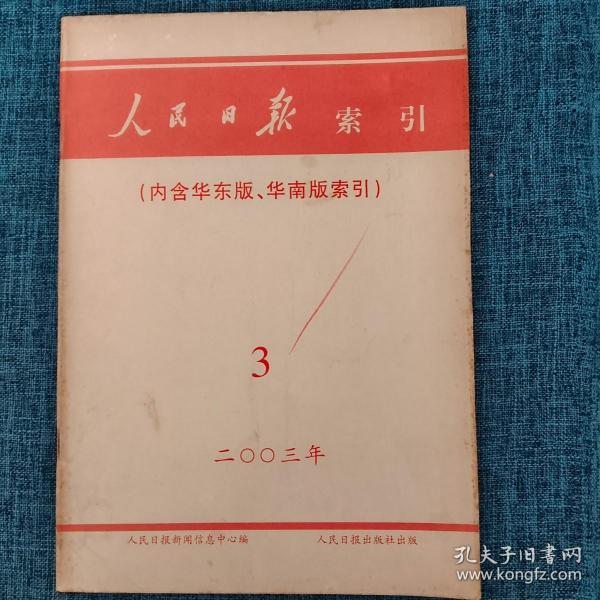 人民日报索引
(内含华东版、华南版索引)
3
二〇〇三年
人民日报新闻信息中心编 人民日报出版社出版
孔夫子旧书网
www.kongfz.com